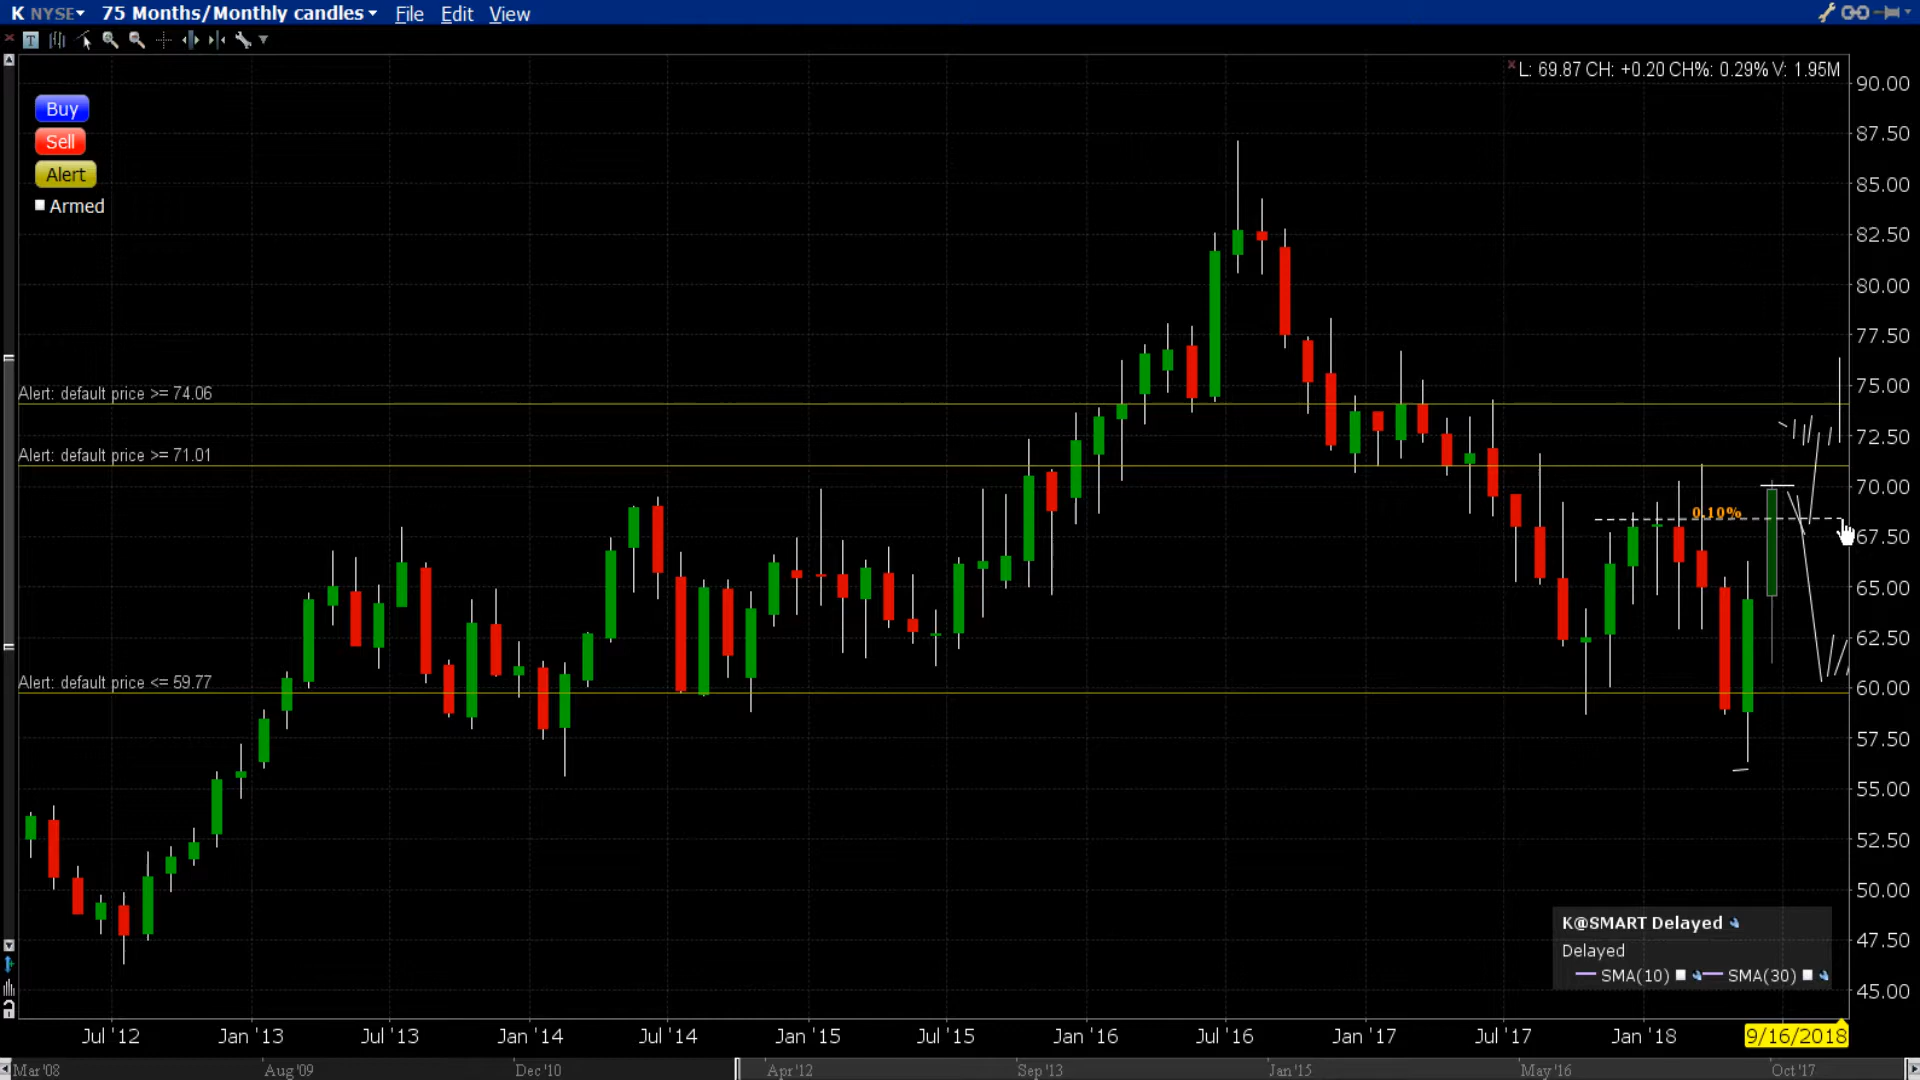 K NYSE 75 Months/Monthly candles File Edit View
L: 69.87 CH: +0.20 CH%: 0.29% V: 1.95M
Buy
Sell
Alert
Armed
90.00
87.50
85.00
82.50
80.00
77.50
75.00
72.50
70.00
67.50
65.00
62.50
60.00
57.50
55.00
52.50
50.00
47.50
45.00
Alert: default price >= 74.06
Alert: default price >= 71.01
0.10%
Alert: default price <= 59.77
K@SMART Delayed
Delayed
SMA(10) SMA(30)
Jul '12 Jan '13 Jul '13 Jan '14 Jul '14 Jan '15 Jul '15 Jan '16 Jul '16 Jan '17 Jul '17 Jan '18 9/16/2018
Mar '08 Aug '09 Dec '10 Apr '12 Sep '13 Jan '15 May '16 Oct '17